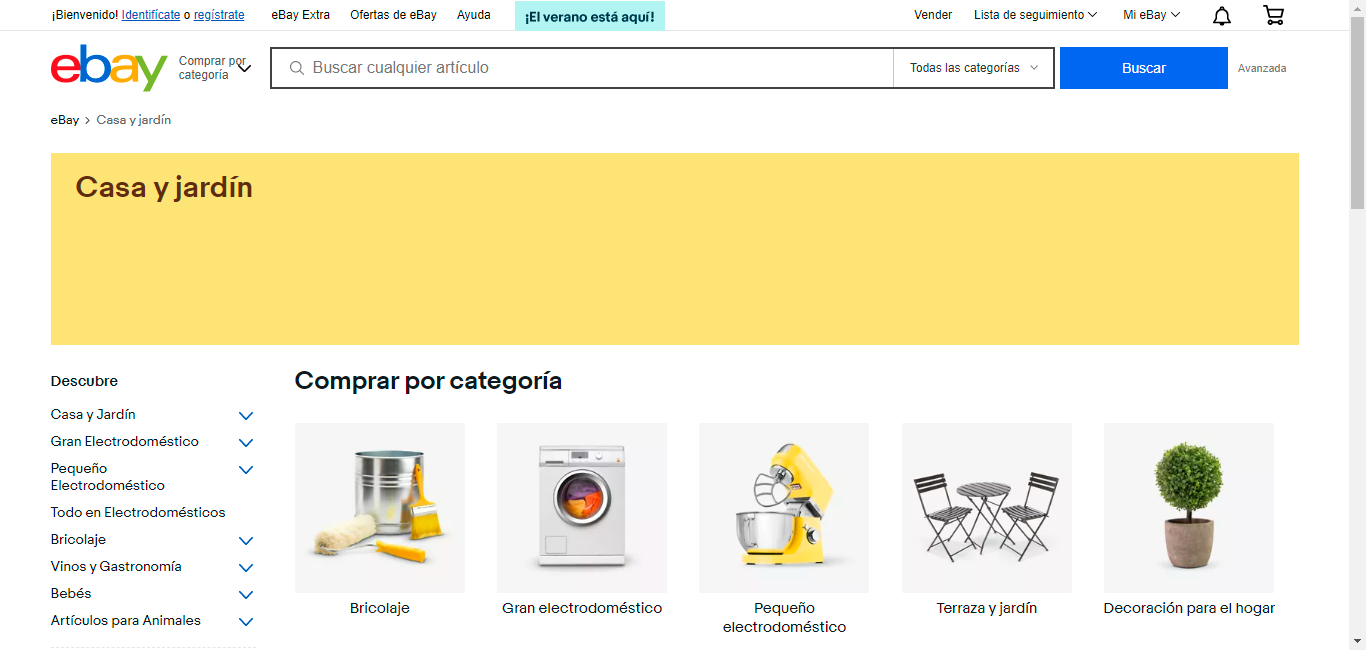 ¡Bienvenido! Identifícate o regístrate eBay Extra Ofertas de eBay Ayuda ¡El verano está aquí! Vender Lista de seguimiento Mi eBay
ebay
Comprar por
categoría
Buscar cualquier artículo
Todas las categorías
Buscar
Avanzada
eBay > Casa y jardín
Casa y jardín
Descubre
Casa y Jardín
Gran Electrodoméstico
Pequeño
Electrodoméstico
Todo en Electrodomésticos
Bricolaje
Vinos y Gastronomía
Bebés
Artículos para Animales
Comprar por categoría
Bricolaje
Gran electrodoméstico
Pequeño
electrodoméstico
Terraza y jardín
Decoración para el hogar